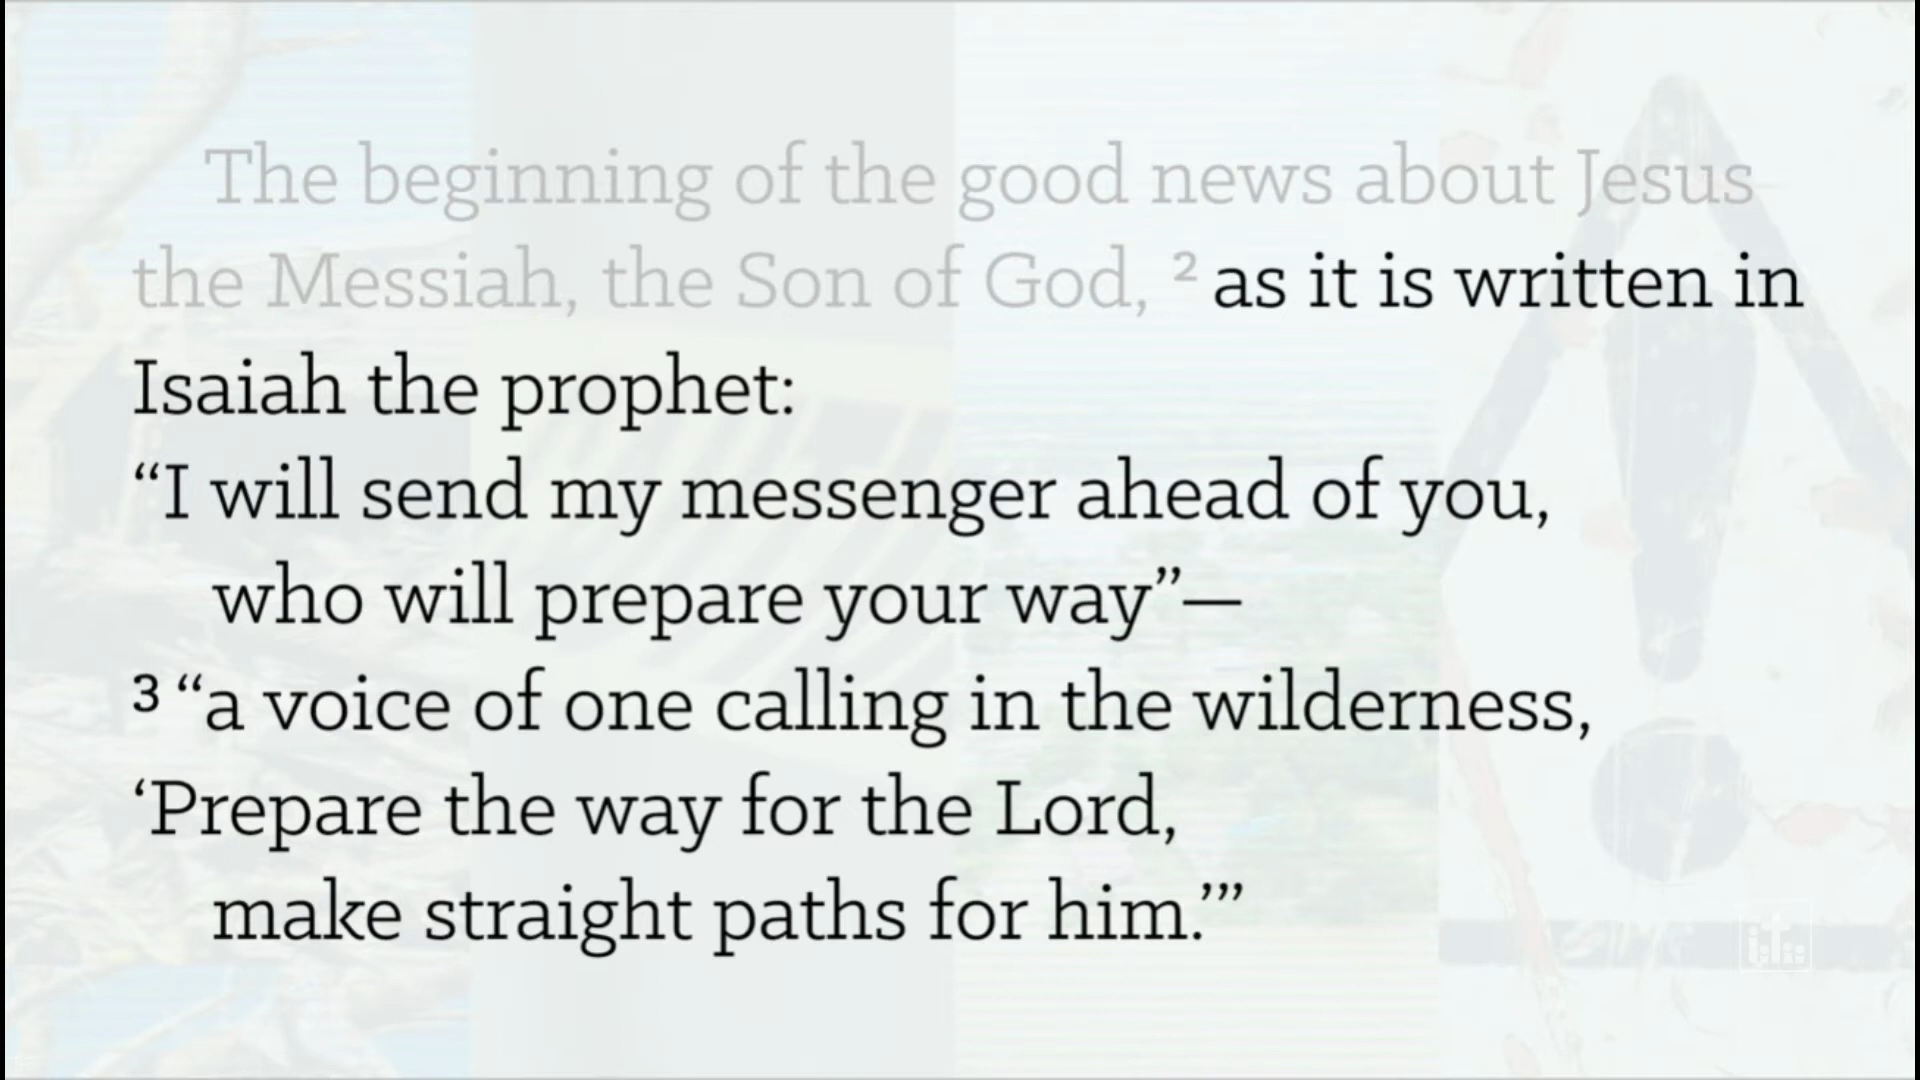 The beginning of the good news about Jesus
the Messiah, the Son of God, ² as it is written in
Isaiah the prophet:
“I will send my messenger ahead of you,
who will prepare your way”—
³ “a voice of one calling in the wilderness,
‘Prepare the way for the Lord,
make straight paths for him.’”